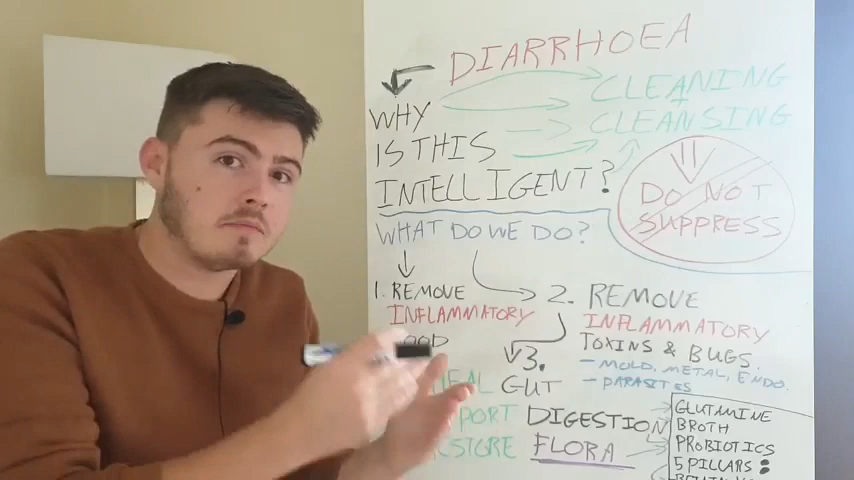 DIARRHOEA
CLEANING
CLEANSING
WHY
IS THIS
INTELLIGENT?
DO NOT
SUPPRESS
WHAT DO WE DO?
1. REMOVE
INFLAMMATORY
2. REMOVE
INFLAMMATORY
TOXINS & BUGS.
- MOLD, METAL, ENDO.
- PARASITES
3.
GUT
DIGESTION
FLORA
GLUTAMINE
BROTH
PROBIOTICS
5 PILLARS :